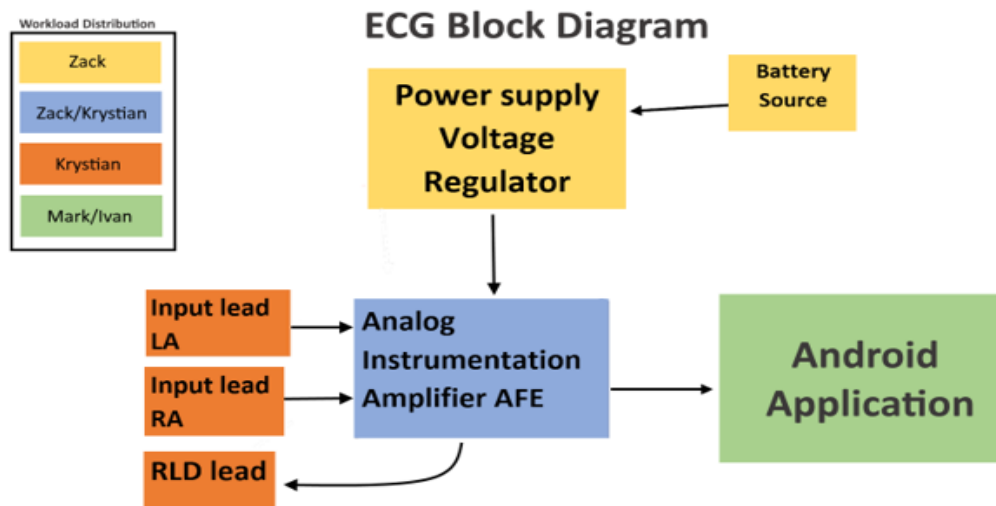 Workload Distribution
Zack
Zack/Krystian
Krystian
Mark/Ivan
ECG Block Diagram
Power supply
Voltage
Regulator
Battery
Source
Input lead
LA
Input lead
RA
RLD lead
Analog
Instrumentation
Amplifier AFE
Android
Application